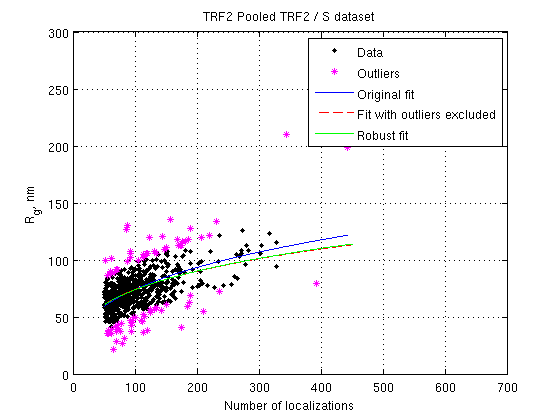 TRF2 Pooled TRF2 / S dataset
300
250
200
150
100
50
0
R_g, nm
Data
Outliers
Original fit
Fit with outliers excluded
Robust fit
0 100 200 300 400 500 600 700
Number of localizations